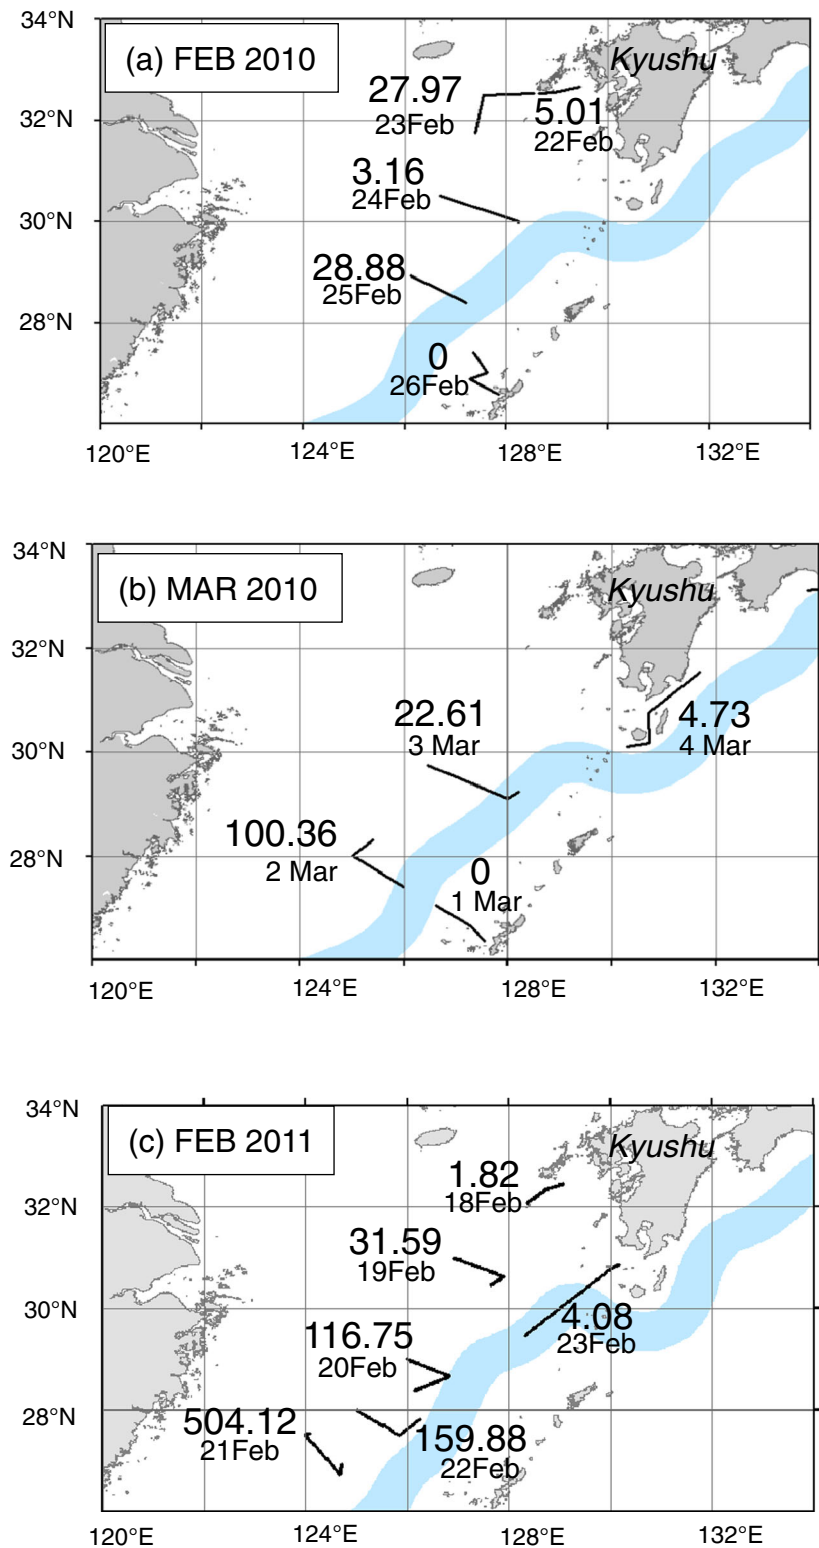 34°N
(a) FEB 2010
Kyushu
27.97
23Feb
5.01
22Feb
32°N
3.16
24Feb
30°N
28.88
25Feb
28°N
0
26Feb
120°E
124°E
128°E
132°E
34°N
(b) MAR 2010
Kyushu
32°N
22.61
3 Mar
4.73
4 Mar
30°N
100.36
2 Mar
28°N
0
1 Mar
120°E
124°E
128°E
132°E
34°N
(c) FEB 2011
Kyushu
1.82
18Feb
32°N
31.59
19Feb
30°N
4.08
23Feb
116.75
20Feb
28°N
504.12
21Feb
159.88
22Feb
120°E
124°E
128°E
132°E